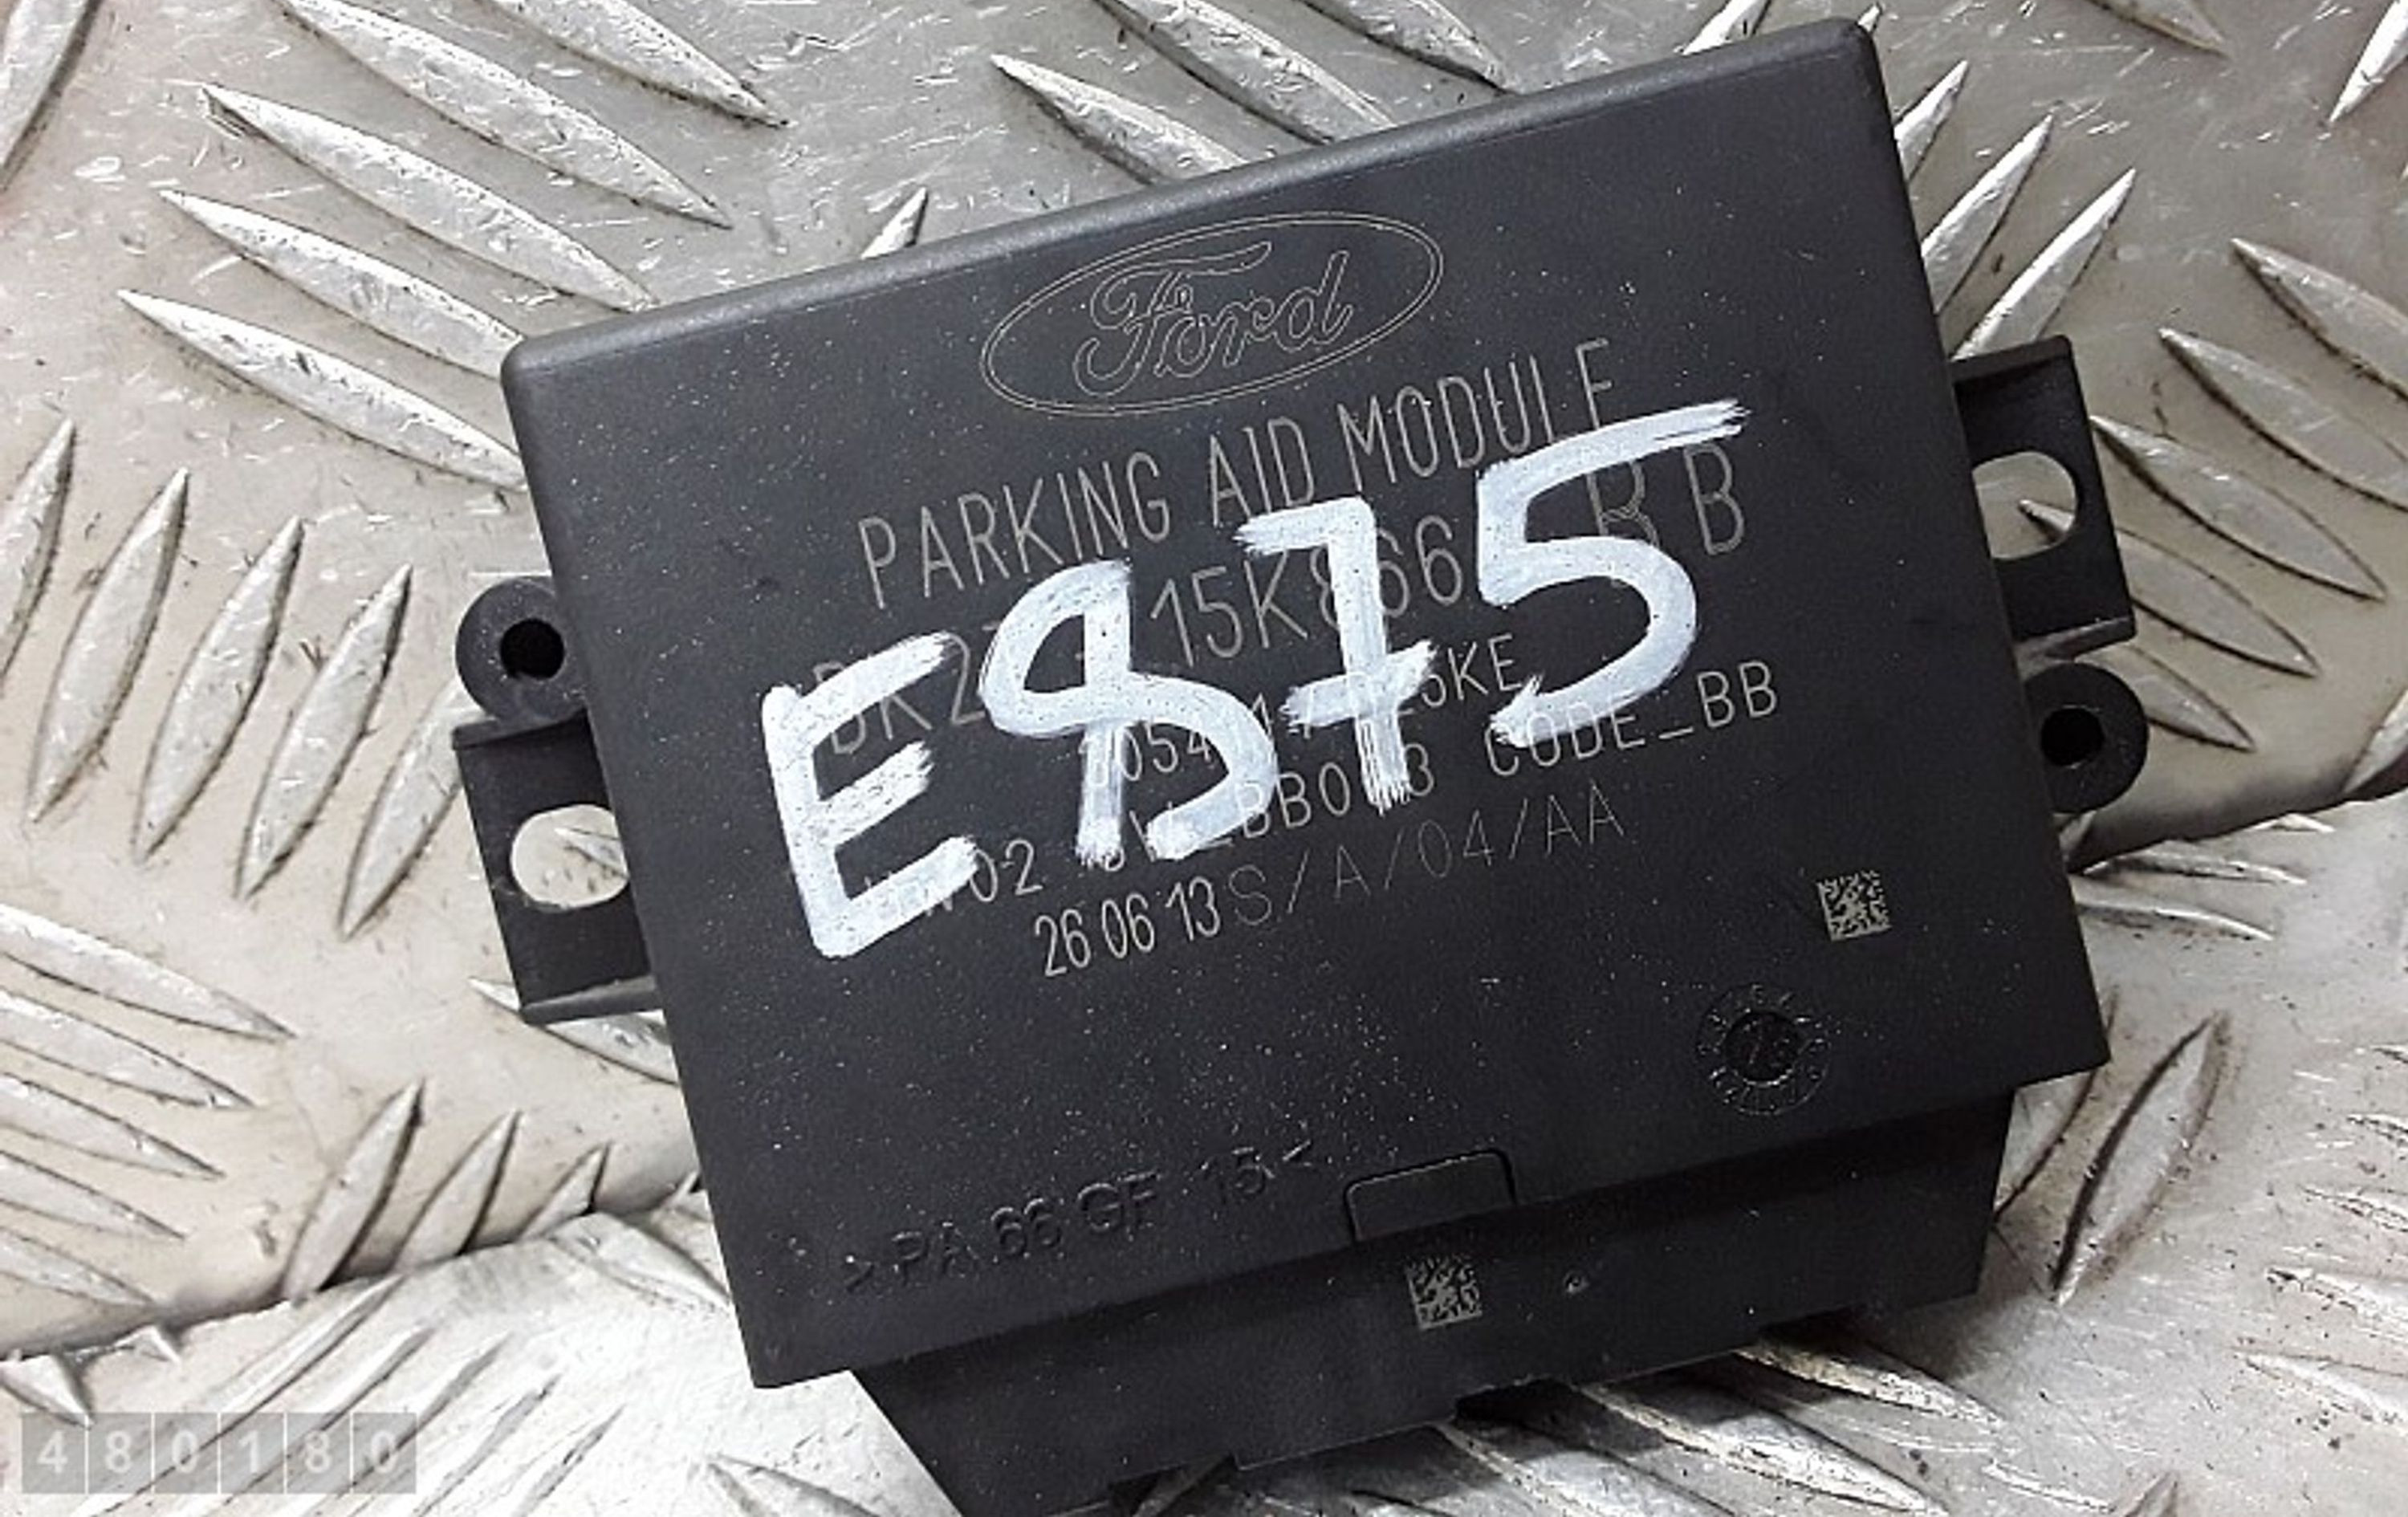 Ford
PARKING AID MODULE
15K866 BB
CODE_BB
26 06 13 S/A/04/AA
E975
>PA 66 GF 15<
480180